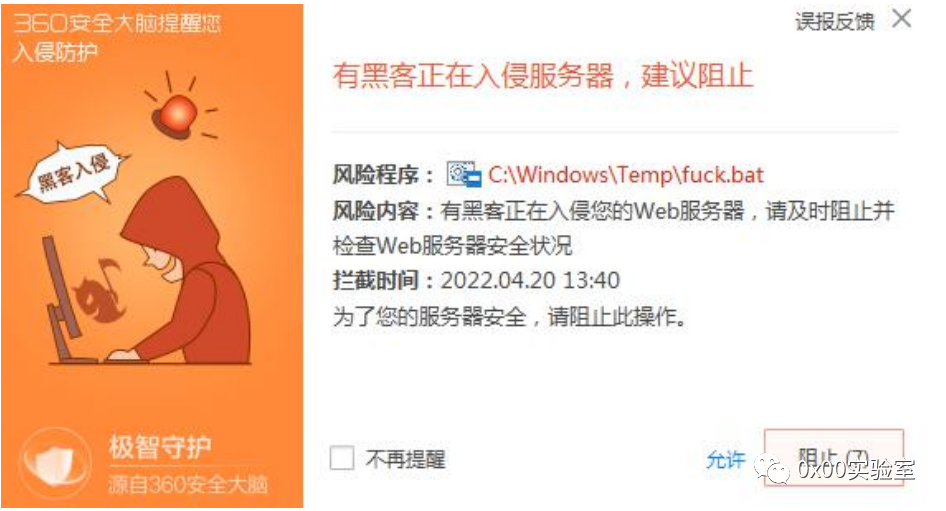 360安全大脑提醒您
入侵防护
黑客入侵
极智守护
源自360安全大脑
误报反馈
有黑客正在入侵服务器，建议阻止
风险程序： C:\Windows\Temp\fuck.bat
风险内容：有黑客正在入侵您的Web服务器，请及时阻止并
检查Web服务器安全状况
拦截时间：2022.04.20 13:40
为了您的服务器安全，请阻止此操作。
不再提醒
允许
阻止
0x00实验室